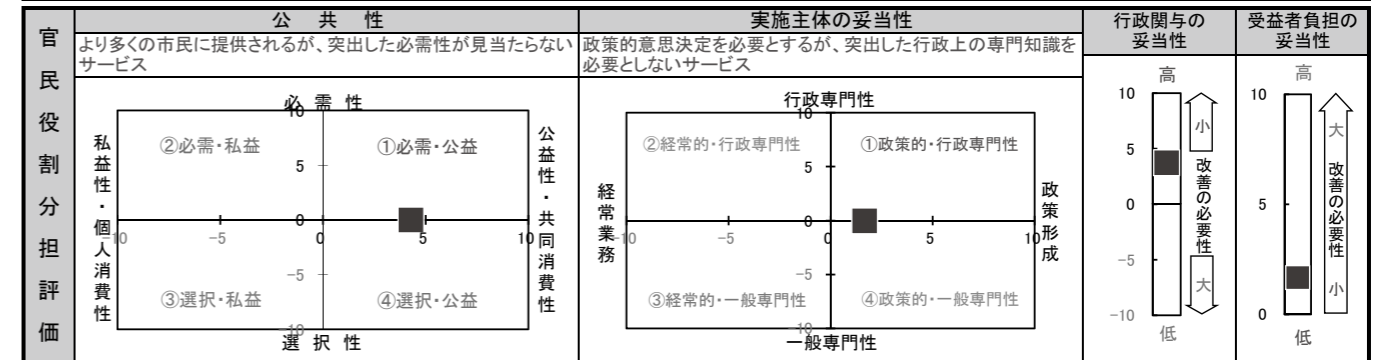 官民役割分担評価
公共性
実施主体の妥当性
行政関与の
妥当性
受益者負担の
妥当性
より多くの市民に提供されるが、突出した必需性が見当たらない
サービス
政策的意思決定を必要とするが、突出した行政上の専門知識を
必要としないサービス
必需性
10
②必需・私益
①必需・公益
5
私益性・個人消費性
公益性・共同消費性
0
-10
-5
0
5
10
-5
③選択・私益
④選択・公益
-10
選択性
行政専門性
10
②経常的・行政専門性
①政策的・行政専門性
5
経常業務
政策形成
0
-10
-5
0
5
10
-5
③経常的・一般専門性
④政策的・一般専門性
-10
一般専門性
高
10
5
0
-5
-10
低
小
改善の必要性
大
高
10
5
0
低
大
改善の必要性
小